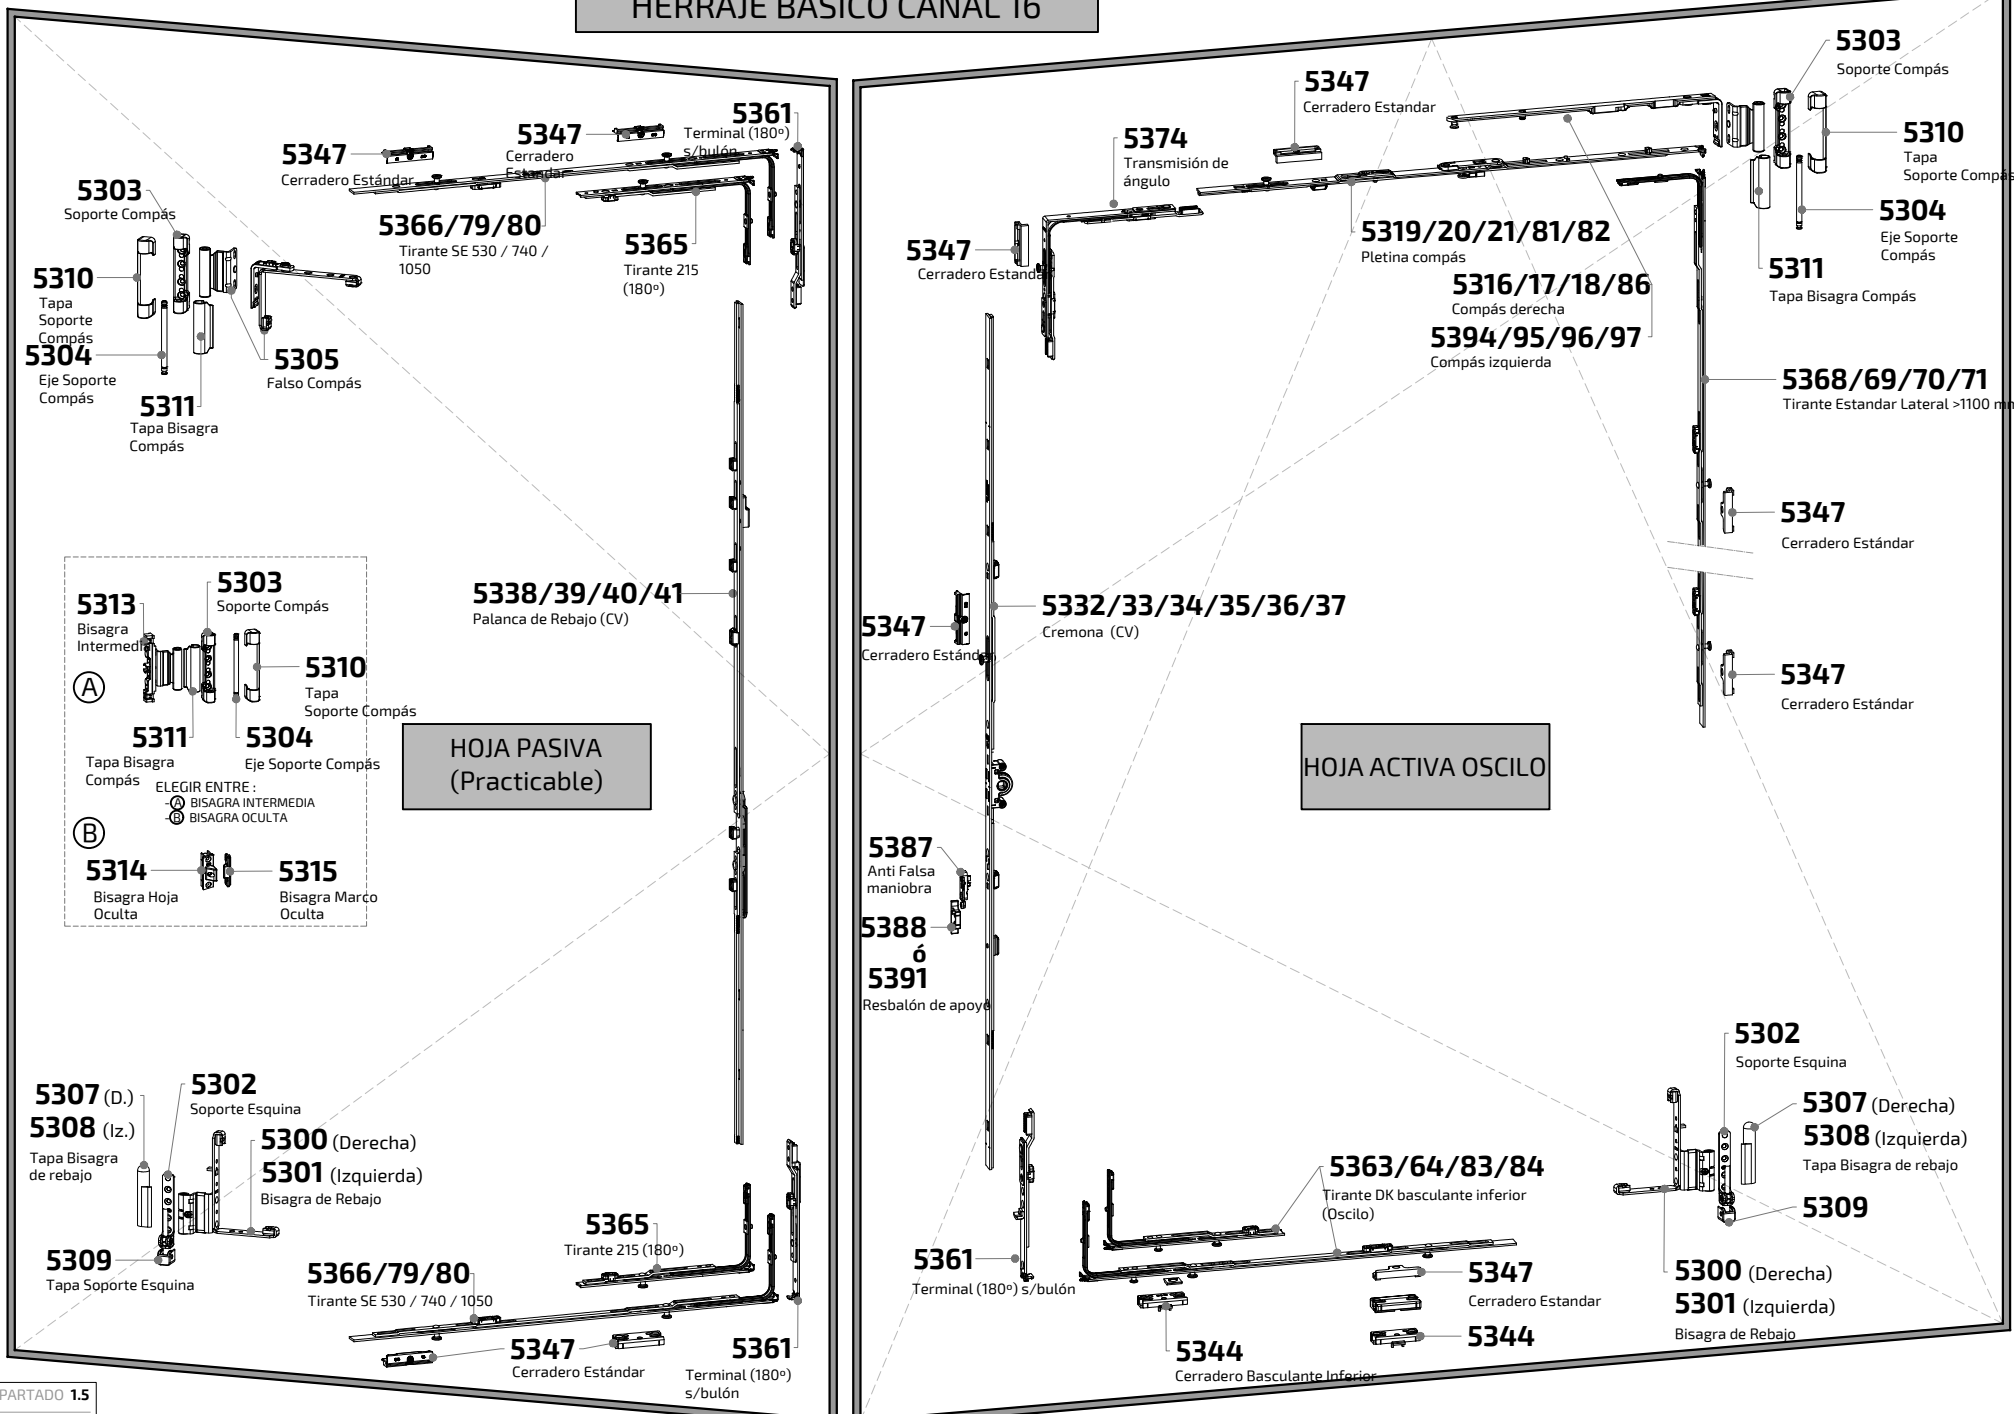 HERRAJE BÁSICO CANAL 16
5361
Terminal (180º)
s/bulón
5347
Cerradero
Estandar
5347
Cerradero Estándar
5303
Soporte Compás
5366/79/80
Tirante SE 530 / 740 /
1050
5365
Tirante 215
(180º)
5310
Tapa
Soporte
Compás
5304
Eje Soporte
Compás
5305
Falso Compás
5311
Tapa Bisagra
Compás
5303
Soporte Compás
5313
Bisagra
Intermedia
5310
Tapa
Soporte Compás
A
5311
Tapa Bisagra
Compás
5304
Eje Soporte Compás
ELEGIR ENTRE :
-A BISAGRA INTERMEDIA
-B BISAGRA OCULTA
B
5314
Bisagra Hoja
Oculta
5315
Bisagra Marco
Oculta
5338/39/40/41
Palanca de Rebajo (CV)
HOJA PASIVA
(Practicable)
5307 (D.)
5308 (Iz.)
Tapa Bisagra
de rebajo
5302
Soporte Esquina
5300 (Derecha)
5301 (Izquierda)
Bisagra de Rebajo
5309
Tapa Soporte Esquina
5365
Tirante 215 (180º)
5366/79/80
Tirante SE 530 / 740 / 1050
5347
Cerradero Estándar
5361
Terminal (180º)
s/bulón
5303
Soporte Compás
5347
Cerradero Estandar
5374
Transmisión de
ángulo
5310
Tapa
Soporte Compás
5347
Cerradero Estandar
5319/20/21/81/82
Pletina compás
5304
Eje Soporte
Compás
5316/17/18/86
Compás derecha
5311
Tapa Bisagra Compás
5394/95/96/97
Compás izquierda
5368/69/70/71
Tirante Estandar Lateral >1100 mm
5347
Cerradero Estándar
5332/33/34/35/36/37
Cremona (CV)
5347
Cerradero Estándar
5347
Cerradero Estándar
HOJA ACTIVA OSCILO
5387
Anti Falsa
maniobra
5388
ó
5391
Resbalón de apoyo
5302
Soporte Esquina
5307 (Derecha)
5308 (Izquierda)
Tapa Bisagra de rebajo
5309
5363/64/83/84
Tirante DK basculante inferior
(Oscilo)
5361
Terminal (180º) s/bulón
5347
Cerradero Estandar
5344
5300 (Derecha)
5301 (Izquierda)
Bisagra de Rebajo
5344
Cerradero Basculante Inferior
PARTADO 1.5